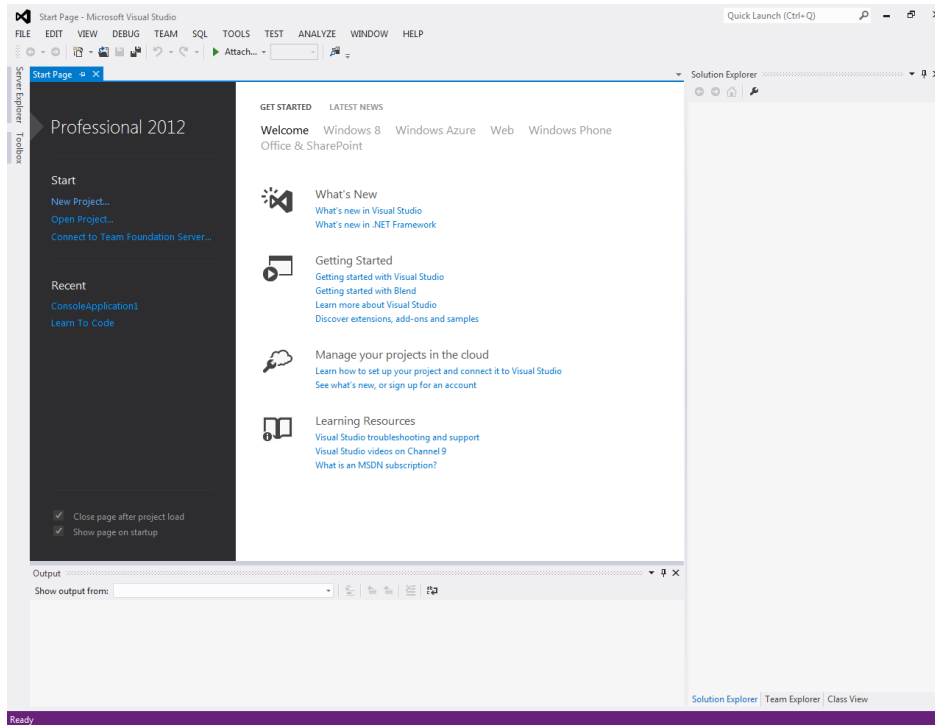 Start Page - Microsoft Visual Studio
Quick Launch (Ctrl+Q)
FILE EDIT VIEW DEBUG TEAM SQL TOOLS TEST ANALYZE WINDOW HELP
Attach...
Server Explorer
Toolbox
Start Page
Professional 2012
Start
New Project...
Open Project...
Connect to Team Foundation Server...
Recent
ConsoleApplication1
Learn To Code
Close page after project load
Show page on startup
GET STARTED LATEST NEWS
Welcome Windows 8 Windows Azure Web Windows Phone
Office & SharePoint
What's New
What's new in Visual Studio
What's new in .NET Framework
Getting Started
Getting started with Visual Studio
Getting started with Blend
Learn more about Visual Studio
Discover extensions, add-ons and samples
Manage your projects in the cloud
Learn how to set up your project and connect it to Visual Studio
See what's new, or sign up for an account
Learning Resources
Visual Studio troubleshooting and support
Visual Studio videos on Channel 9
What is an MSDN subscription?
Output
Show output from:
Solution Explorer
Solution Explorer Team Explorer Class View
Ready